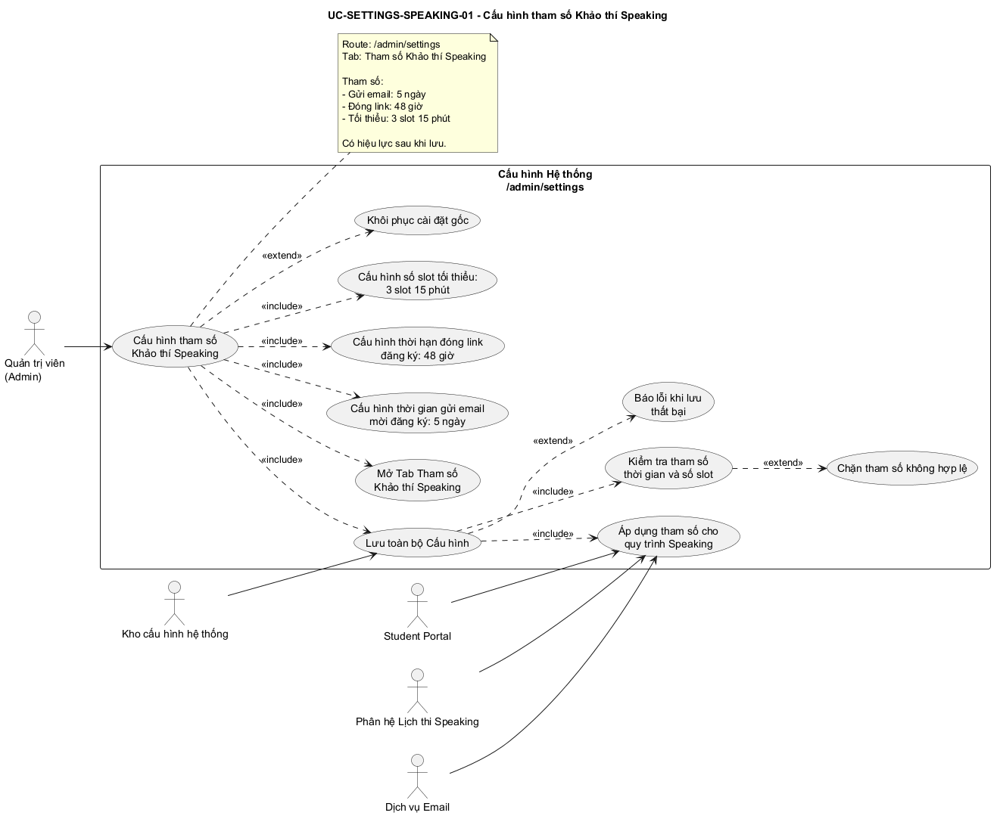 UC-SETTINGS-SPEAKING-01 - Cấu hình tham số Khảo thí Speaking
Route: /admin/settings
Tab: Tham số Khảo thí Speaking
Tham số:
- Gửi email: 5 ngày
- Đóng link: 48 giờ
- Tối thiểu: 3 slot 15 phút
Có hiệu lực sau khi lưu.
Cấu hình Hệ thống
/admin/settings
Khôi phục cài đặt gốc
«extend»
Cấu hình số slot tối thiểu:
3 slot 15 phút
«include»
Quản trị viên
(Admin)
Cấu hình tham số
Khảo thí Speaking
«include»
Cấu hình thời hạn đóng link
đăng ký: 48 giờ
«include»
Cấu hình thời gian gửi email
mời đăng ký: 5 ngày
«include»
Mở Tab Tham số
Khảo thí Speaking
«include»
Lưu toàn bộ Cấu hình
Báo lỗi khi lưu
thất bại
«extend»
Kiểm tra tham số
thời gian và số slot
«include»
«extend»
Chặn tham số không hợp lệ
«include»
Áp dụng tham số cho
quy trình Speaking
Kho cấu hình hệ thống
Student Portal
Phân hệ Lịch thi Speaking
Dịch vụ Email